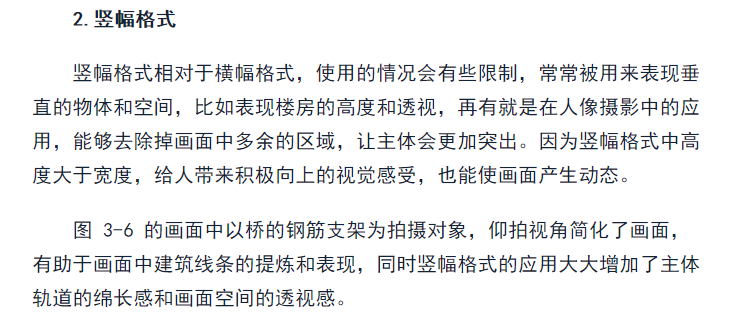 2.竖幅格式
竖幅格式相对于横幅格式，使用的情况会有些限制，常常被用来表现垂
直的物体和空间，比如表现楼房的高度和透视，再有就是在人像摄影中的应
用，能够去除掉画面中多余的区域，让主体会更加突出。因为竖幅格式中高
度大于宽度，给人带来积极向上的视觉感受，也能使画面产生动态。
图 3-6 的画面中以桥的钢筋支架为拍摄对象，仰拍视角简化了画面，
有助于画面中建筑线条的提炼和表现，同时竖幅格式的应用大大增加了主体
轨道的绵长感和画面空间的透视感。